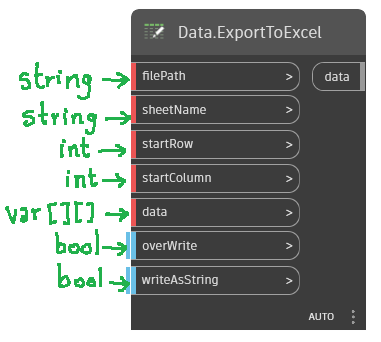 Data.ExportToExcel
string filePath > data
string sheetName >
int startRow >
int startColumn >
var[][] data >
bool overWrite >
bool writeAsString >
AUTO